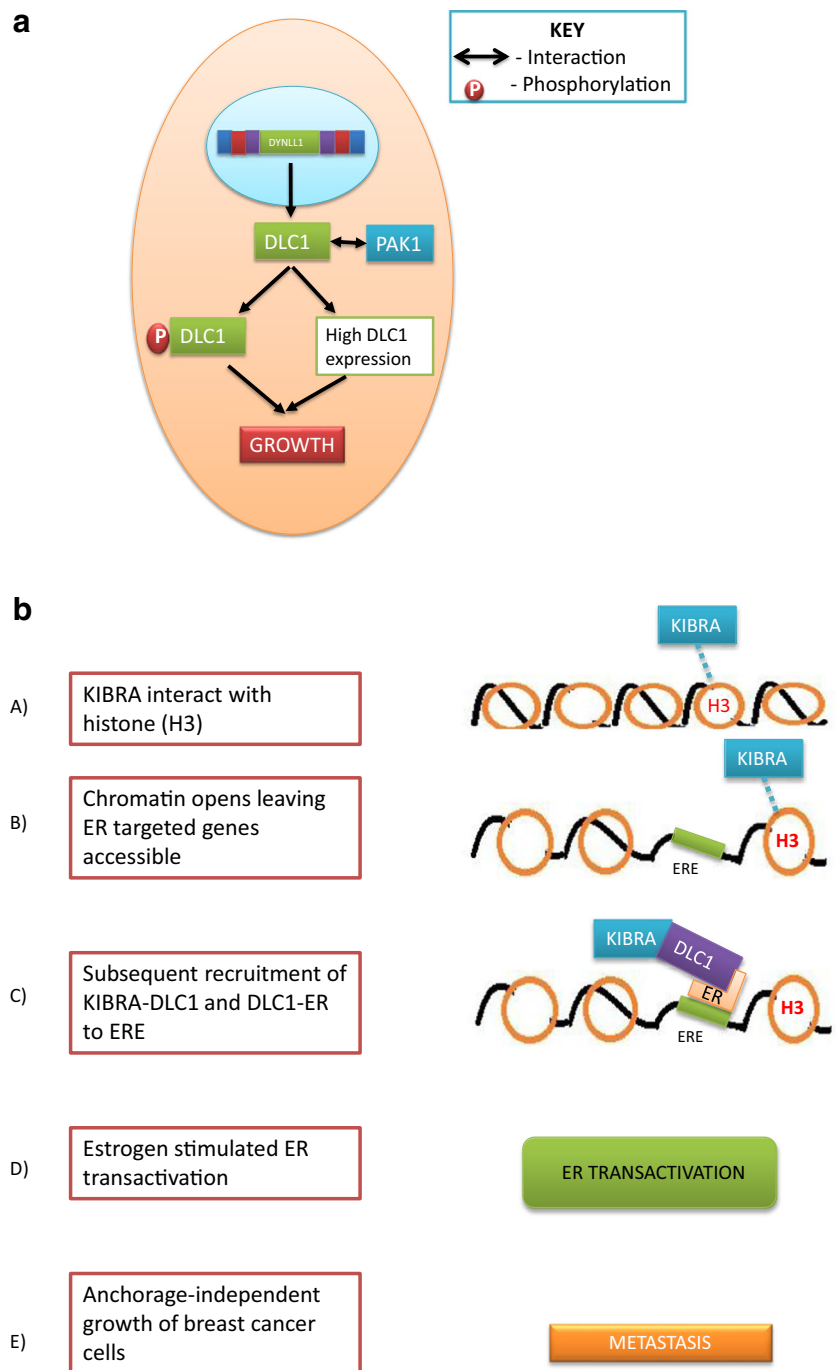 a
KEY
- Interaction
P - Phosphorylation
DYNLL1
DLC1
PAK1
P DLC1
High DLC1
expression
GROWTH
b
KIBRA
A)
KIBRA interact with
histone (H3)
H3
KIBRA
B)
Chromatin opens leaving
ER targeted genes
accessible
H3
ERE
C)
Subsequent recruitment of
KIBRA-DLC1 and DLC1-ER
to ERE
KIBRA
DLC1
ER
H3
ERE
D)
Estrogen stimulated ER
transactivation
ER TRANSACTIVATION
E)
Anchorage-independent
growth of breast cancer
cells
METASTASIS